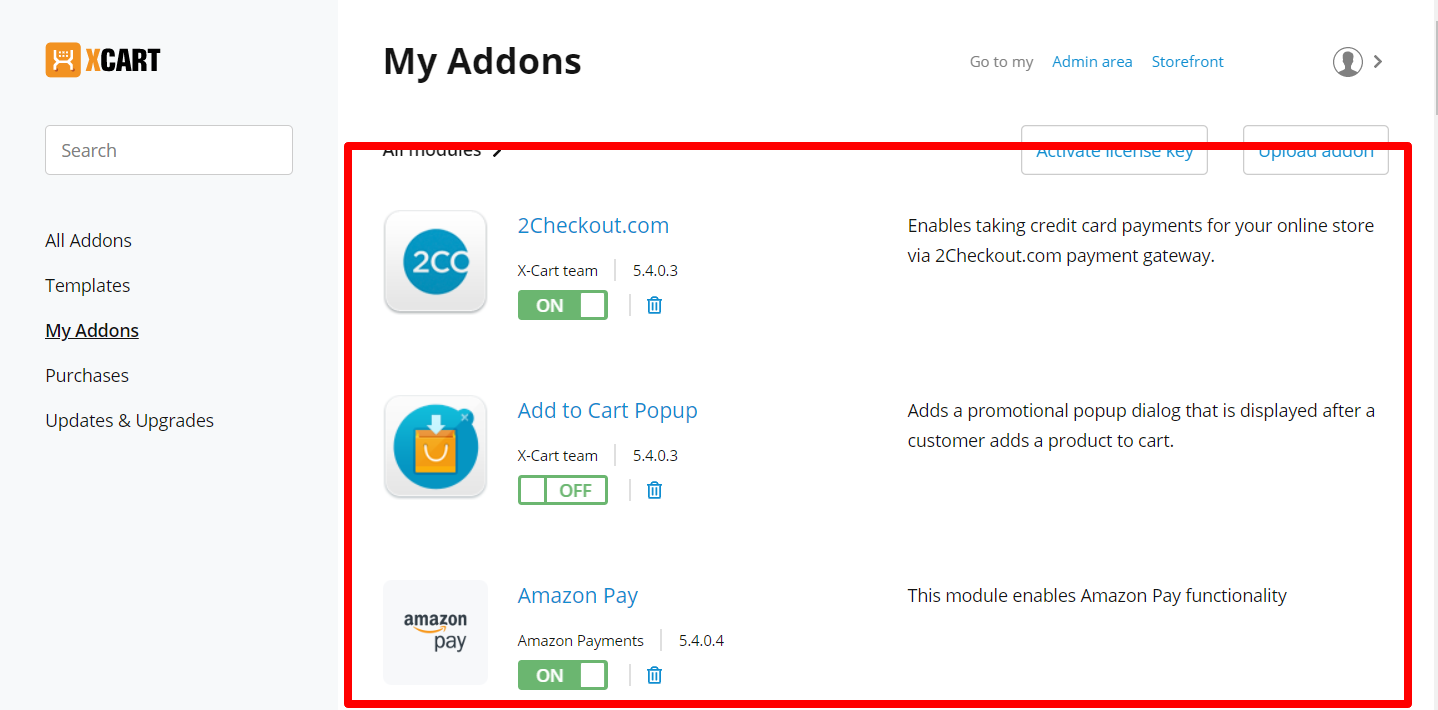 XCART
My Addons
Go to my Admin area Storefront
Search
All modules
Activate license key
Upload addon
All Addons
Templates
My Addons
Purchases
Updates & Upgrades
2CO
2Checkout.com
X-Cart team 5.4.0.3
ON
Enables taking credit card payments for your online store
via 2Checkout.com payment gateway.
Add to Cart Popup
X-Cart team 5.4.0.3
OFF
Adds a promotional popup dialog that is displayed after a
customer adds a product to cart.
amazon
pay
Amazon Pay
Amazon Payments 5.4.0.4
ON
This module enables Amazon Pay functionality